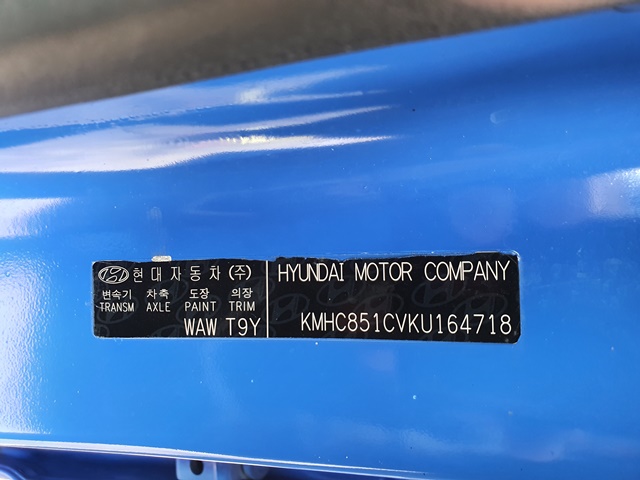 현대자동차 (주)
변속기 차축 도장 의장
TRANSM AXLE PAINT TRIM
WAW T9Y
HYUNDAI MOTOR COMPANY
KMHC851CVKU164718